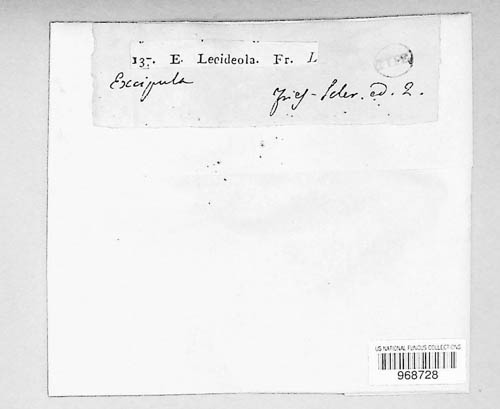 137. E. Lecideola. Fr. L
Excipula
Fries - Scler. ed. 2.
US NATIONAL FUNGUS COLLECTIONS
968728